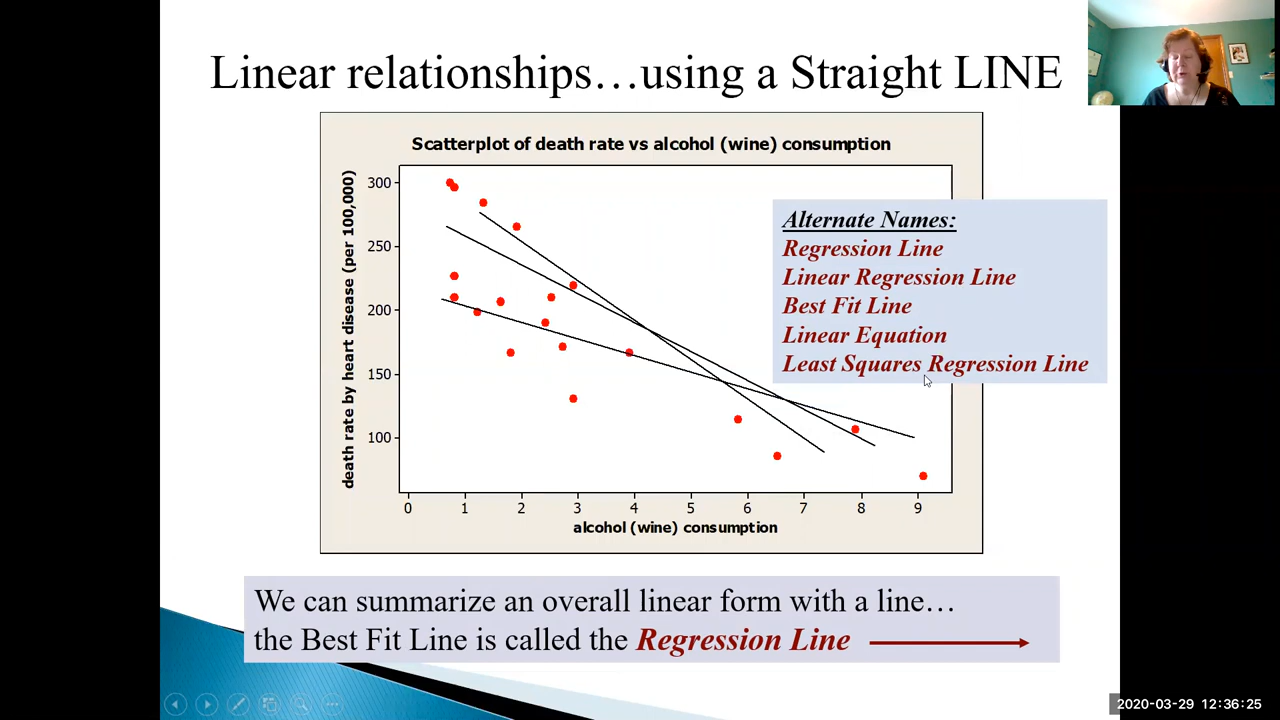 Linear relationships…using a Straight LINE
Scatterplot of death rate vs alcohol (wine) consumption
death rate by heart disease (per 100,000)
300
250
200
150
100
0 1 2 3 4 5 6 7 8 9
alcohol (wine) consumption
Alternate Names:
Regression Line
Linear Regression Line
Best Fit Line
Linear Equation
Least Squares Regression Line
We can summarize an overall linear form with a line…
the Best Fit Line is called the Regression Line
2020-03-29 12:36:25